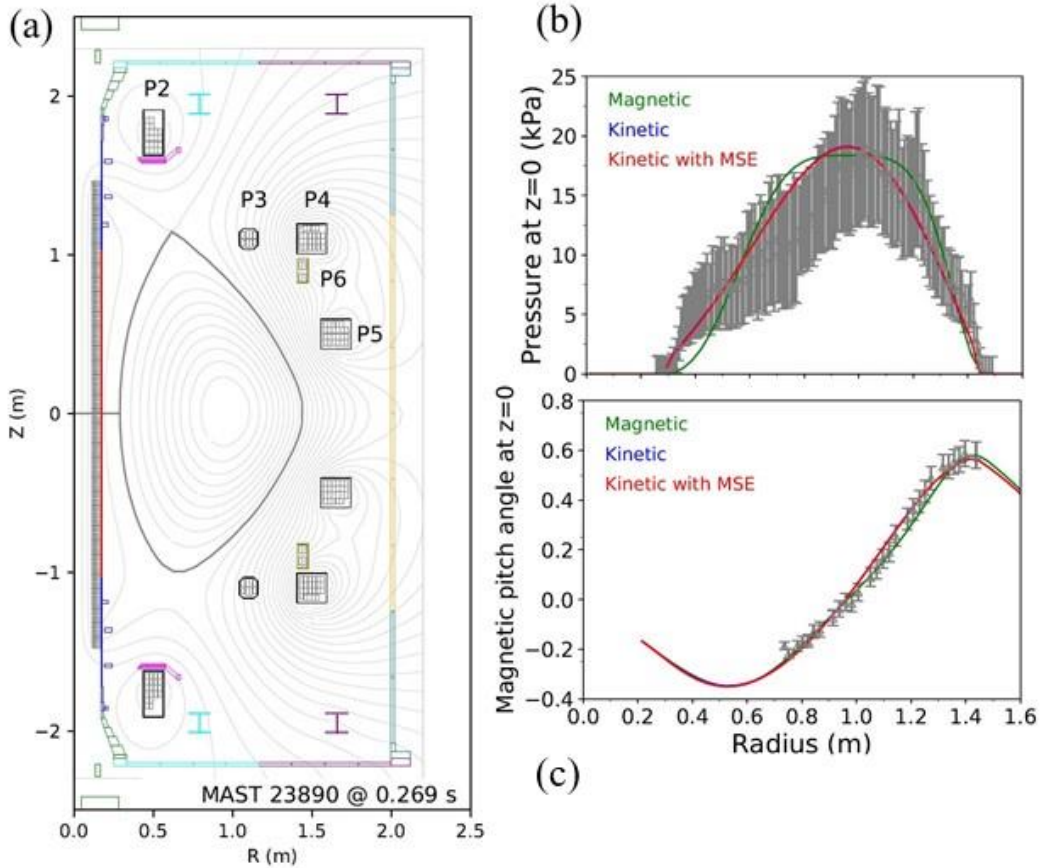 (a)
P2
P3 P4
P6
P5
Z (m)
2
1
0
−1
−2
MAST 23890 @ 0.269 s
0.0 0.5 1.0 1.5 2.0 2.5
R (m)
(b)
Pressure at z=0 (kPa)
25
20
15
10
5
0
Magnetic
Kinetic
Kinetic with MSE
Magnetic pitch angle at z=0
0.8
0.6
0.4
0.2
0.0
−0.2
−0.4
Magnetic
Kinetic
Kinetic with MSE
0.0 0.2 0.4 0.6 0.8 1.0 1.2 1.4 1.6
Radius (m)
(c)